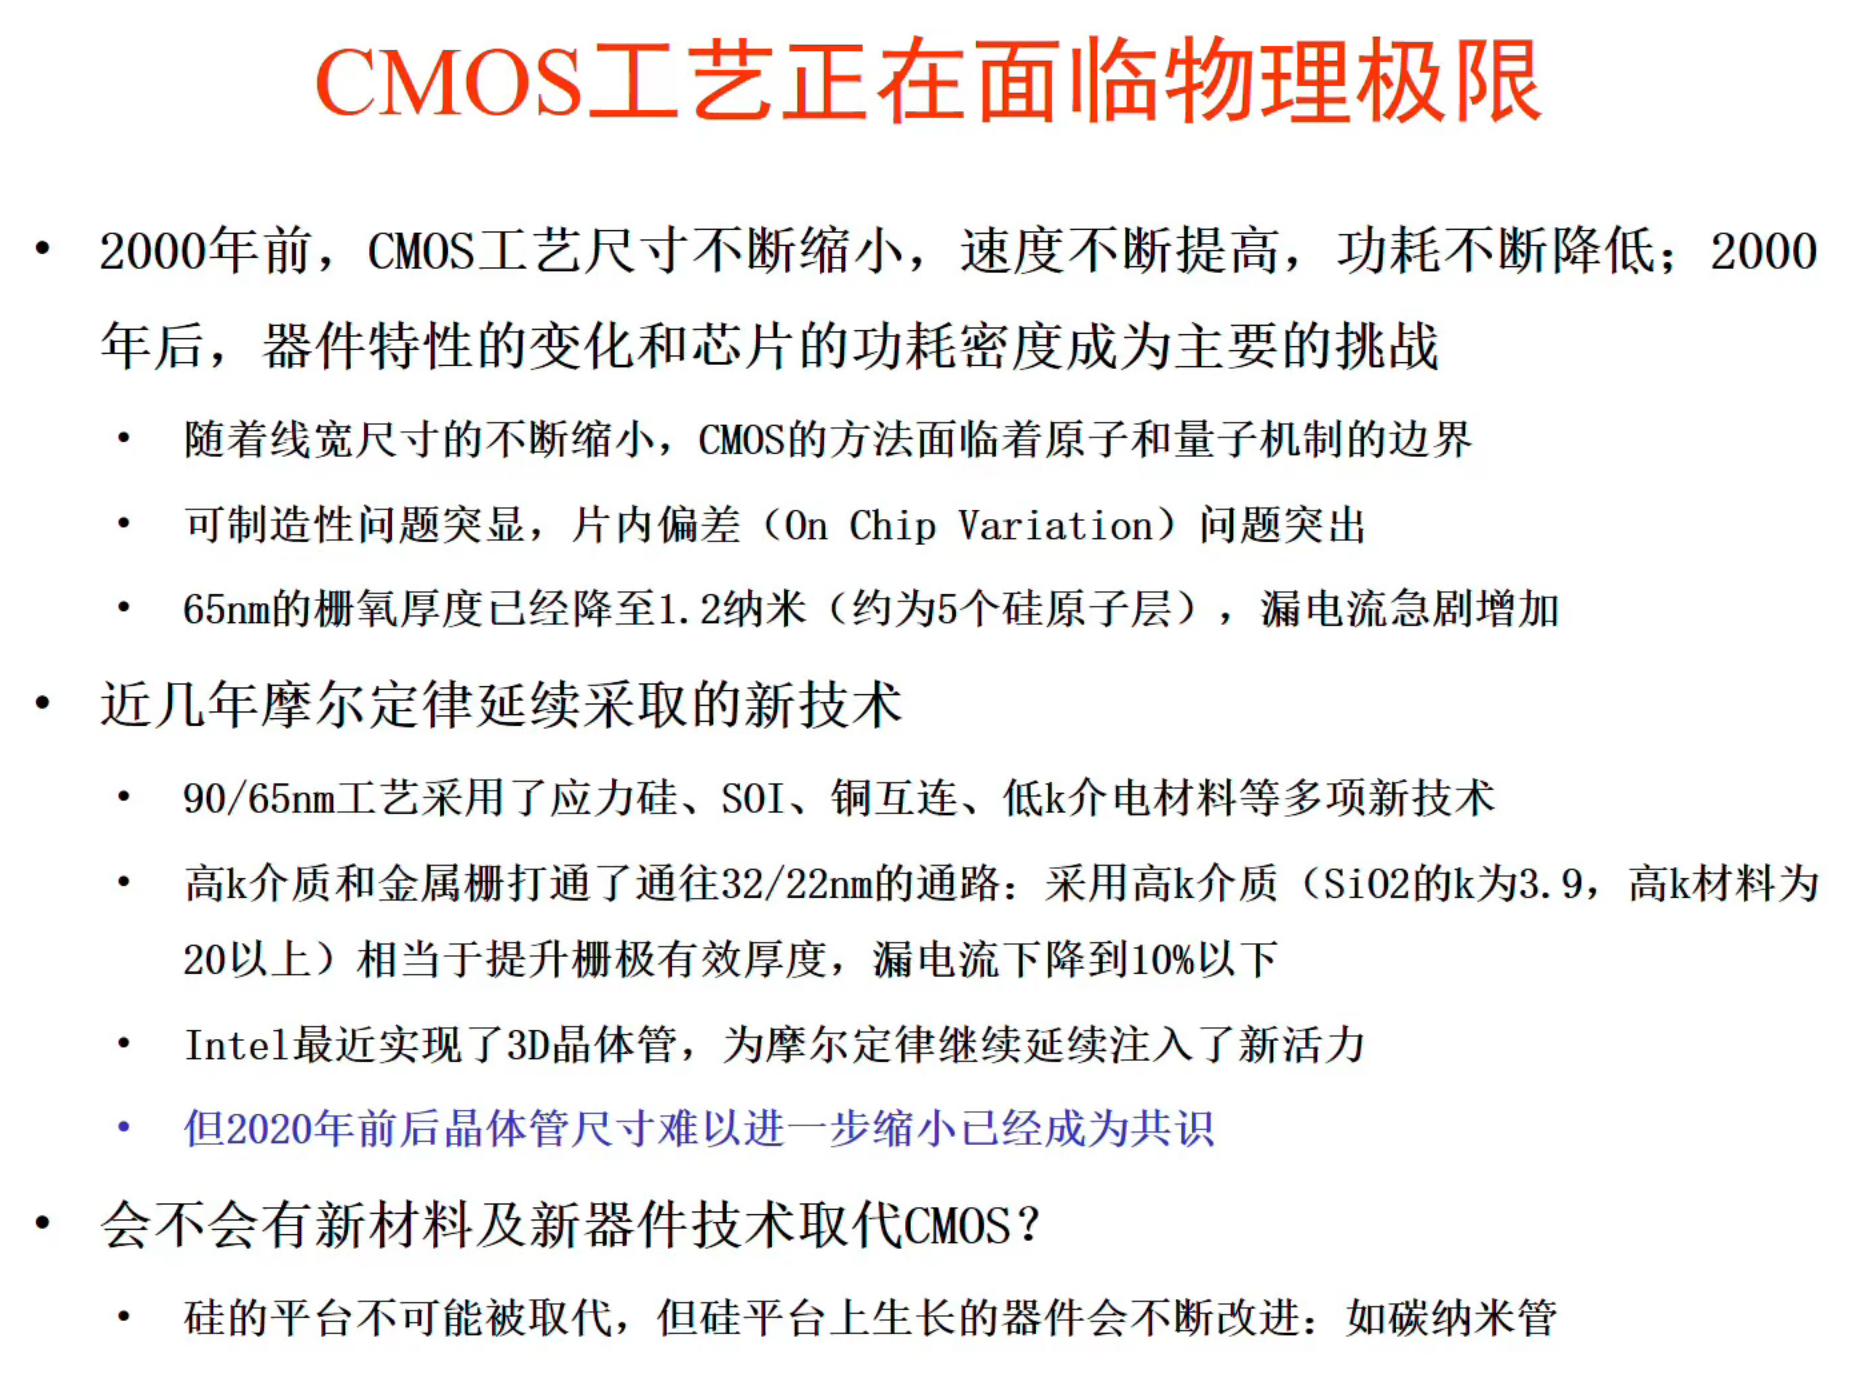 CMOS工艺正在面临物理极限
• 2000年前，CMOS工艺尺寸不断缩小，速度不断提高，功耗不断降低；2000
年后，器件特性的变化和芯片的功耗密度成为主要的挑战
• 随着线宽尺寸的不断缩小，CMOS的方法面临着原子和量子机制的边界
• 可制造性问题突显，片内偏差（On Chip Variation）问题突出
• 65nm的栅氧厚度已经降至1.2纳米（约为5个硅原子层），漏电流急剧增加
• 近几年摩尔定律延续采取的新技术
• 90/65nm工艺采用了应力硅、SOI、铜互连、低k介电材料等多项新技术
• 高k介质和金属栅打通了通往32/22nm的通路：采用高k介质（SiO2的k为3.9，高k材料为
20以上）相当于提升栅极有效厚度，漏电流下降到10%以下
• Intel最近实现了3D晶体管，为摩尔定律继续延续注入了新活力
• 但2020年前后晶体管尺寸难以进一步缩小已经成为共识
• 会不会有新材料及新器件技术取代CMOS？
• 硅的平台不可能被取代，但硅平台上生长的器件会不断改进：如碳纳米管